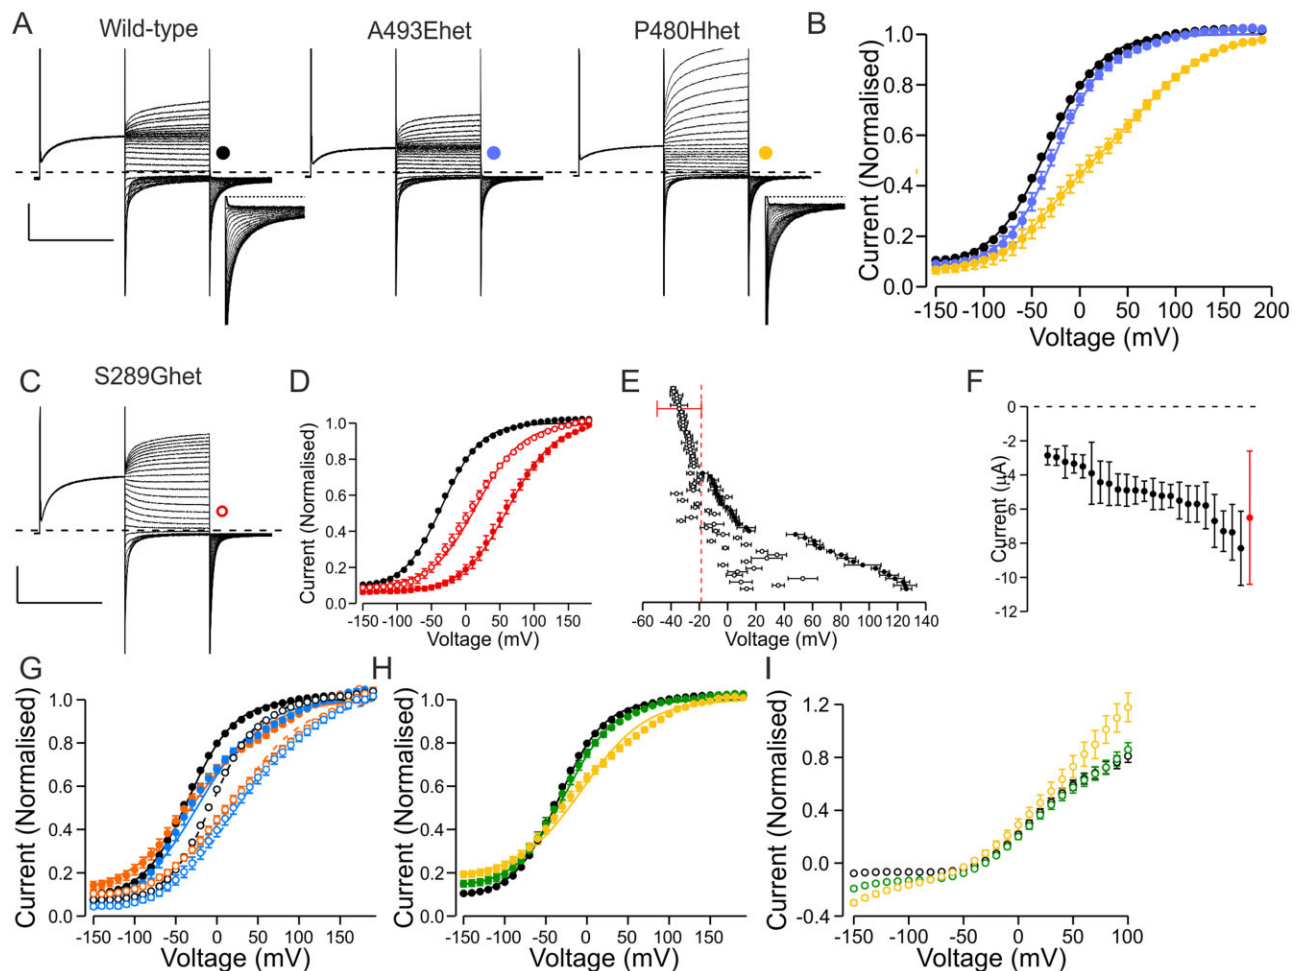 A
Wild-type
A493Ehet
P480Hhet
B
Current (Normalised)
1.0
0.8
0.6
0.4
0.2
0.0
-150 -100 -50 0 50 100 150 200
Voltage (mV)
C
S289Ghet
D
Current (Normalised)
1.0
0.8
0.6
0.4
0.2
0.0
-150 -100 -50 0 50 100 150
Voltage (mV)
E
-60 -40 -20 0 20 40 60 80 100 120 140
Voltage (mV)
F
Current (μA)
0
-2
-4
-6
-8
-10
-12
G
Current (Normalised)
1.0
0.8
0.6
0.4
0.2
0.0
-150 -100 -50 0 50 100 150
Voltage (mV)
H
Current (Normalised)
1.0
0.8
0.6
0.4
0.2
0.0
-150 -100 -50 0 50 100 150
Voltage (mV)
I
Current (Normalised)
1.2
0.8
0.4
0.0
-0.4
-150 -100 -50 0 50 100
Voltage (mV)